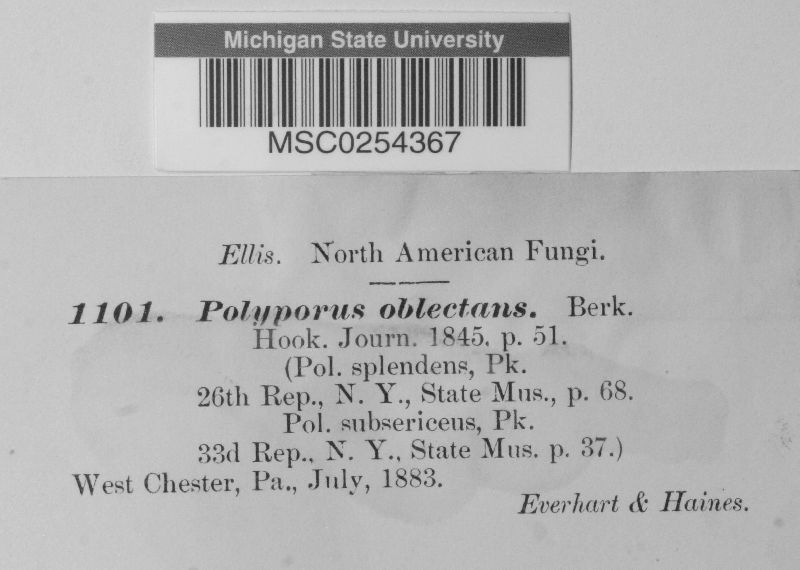 Michigan State University
MSC0254367
Ellis. North American Fungi.
1101. Polyporus oblectans. Berk.
Hook. Journ. 1845, p. 51.
(Pol. splendens, Pk.
26th Rep., N. Y., State Mus., p. 68.
Pol. subsericeus, Pk.
33d Rep., N. Y., State Mus. p. 37.)
West Chester, Pa., July, 1883.
Everhart & Haines.